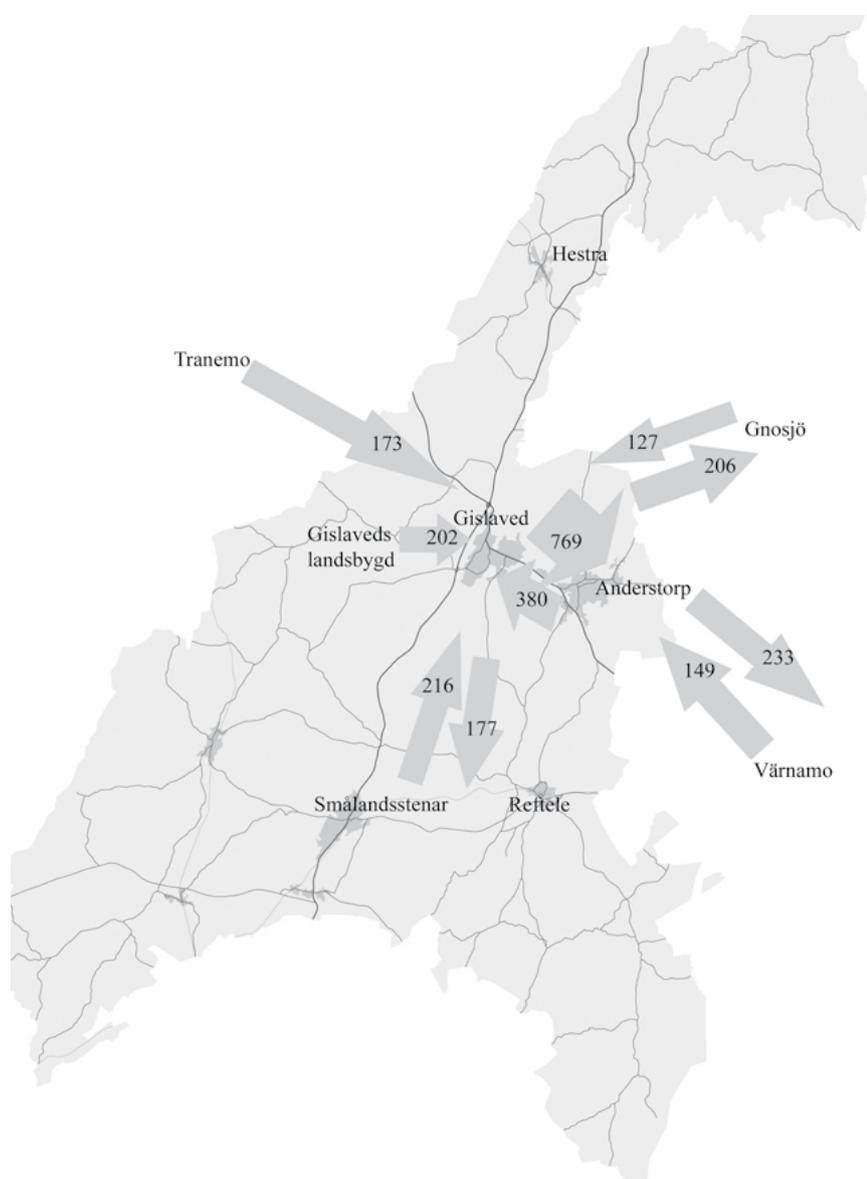 Hestra
Tranemo
Gnosjö
127
173
206
Gislaved
Gislaveds
landsbygd
202
769
Anderstorp
380
233
149
216
177
Värnamo
Smålandsstenar
Reftele